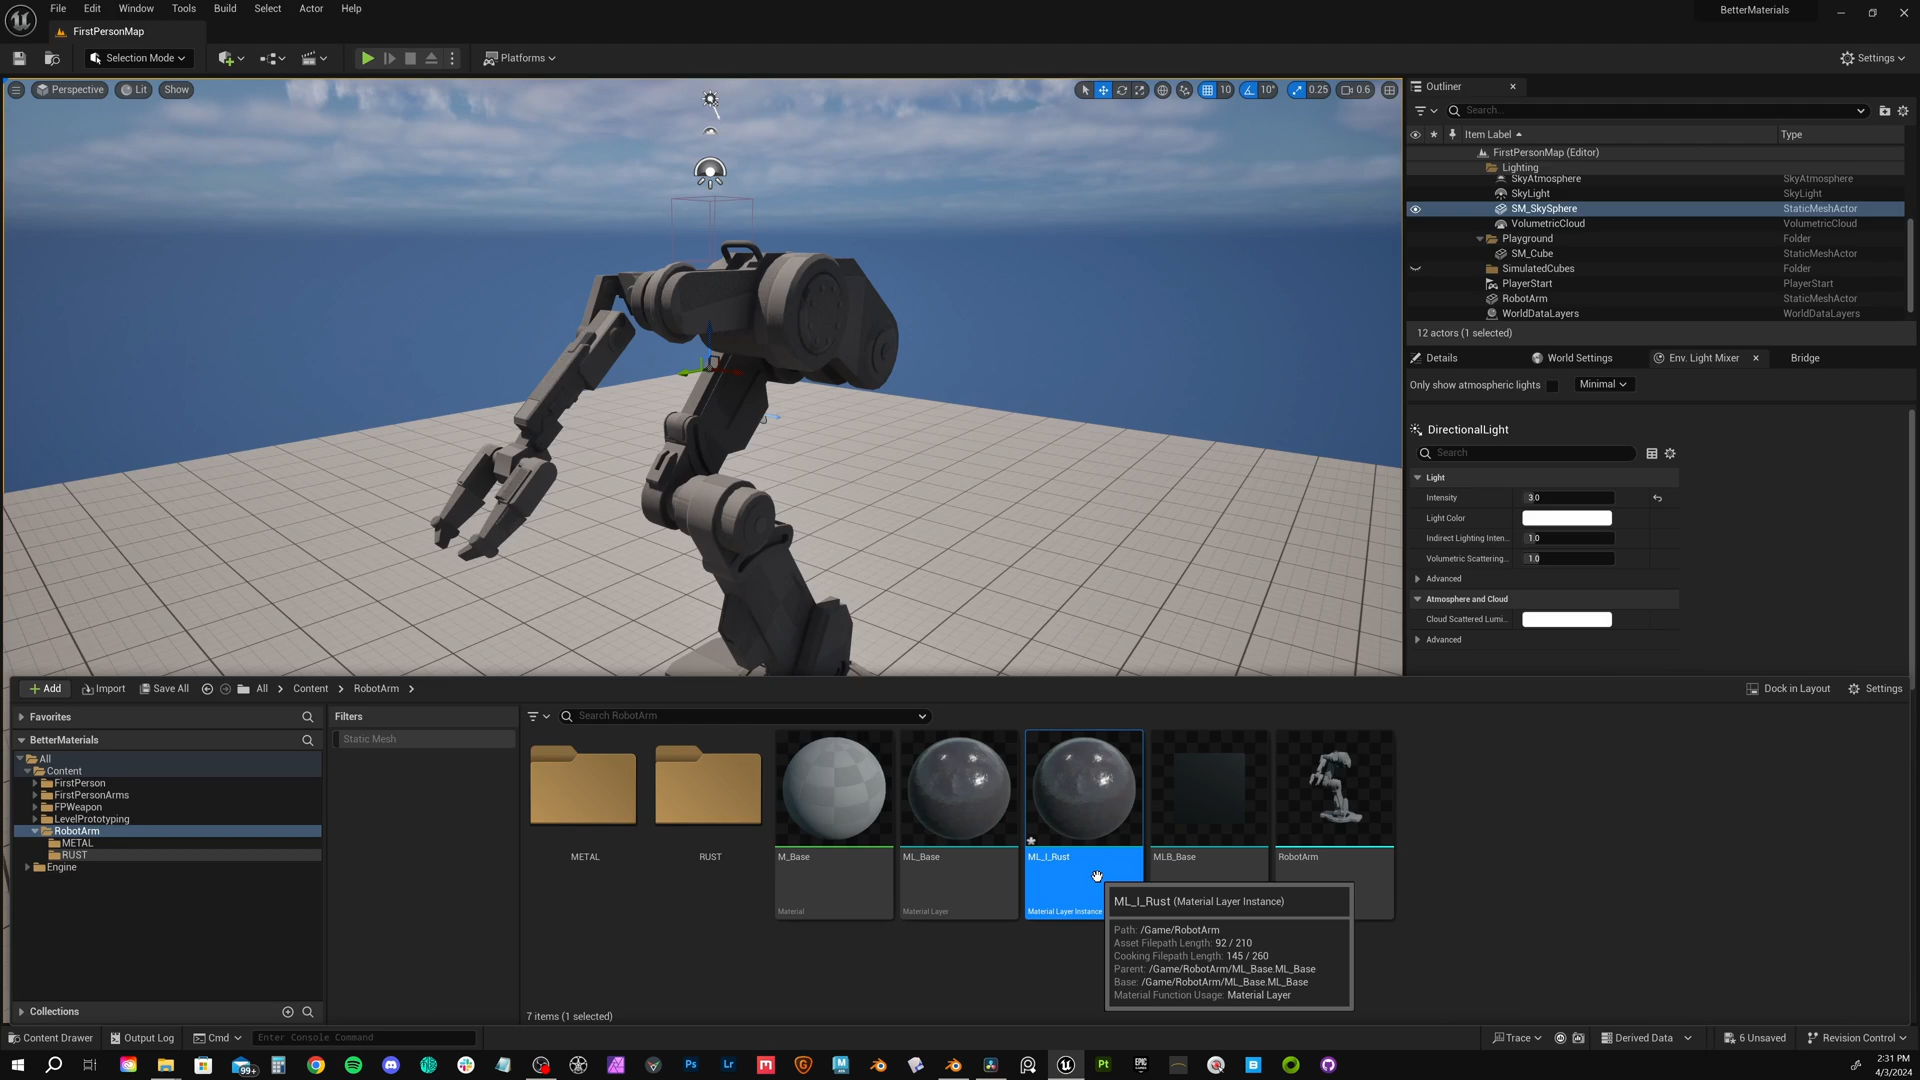 File Edit Window Tools Build Select Actor Help
BetterMaterials
FirstPersonMap
Selection Mode
Platforms
Settings
Perspective
Lit
Show
10
10°
0.25
0.6
Outliner
Search...
Item Label
Type
FirstPersonMap (Editor)
Lighting
SkyAtmosphere SkyAtmosphere
SkyLight SkyLight
SM_SkySphere StaticMeshActor
VolumetricCloud VolumetricCloud
Playground Folder
SM_Cube StaticMeshActor
SimulatedCubes Folder
PlayerStart PlayerStart
RobotArm StaticMeshActor
WorldDataLayers WorldDataLayers
12 actors (1 selected)
Details
World Settings
Env. Light Mixer
Bridge
Only show atmospheric lights
Minimal
DirectionalLight
Search
Light
Intensity 3.0
Light Color
Indirect Lighting Inten... 1.0
Volumetric Scattering... 1.0
Advanced
Atmosphere and Cloud
Cloud Scattered Lumi...
Advanced
Add
Import
Save All
All
Content
RobotArm
Dock in Layout
Settings
Favorites
BetterMaterials
All
Content
FirstPerson
FirstPersonArms
FPWeapon
LevelPrototyping
RobotArm
METAL
RUST
Engine
Collections
Filters
Static Mesh
Search RobotArm
METAL
RUST
M_Base
Material
ML_Base
Material Layer
ML_I_Rust
Material Layer Instance
MLB_Base
RobotArm
ML_I_Rust (Material Layer Instance)
Path: /Game/RobotArm
Asset Filepath Length: 92 / 210
Cooking Filepath Length: 145 / 260
Parent: /Game/RobotArm/ML_Base.ML_Base
Base: /Game/RobotArm/ML_Base.ML_Base
Material Function Usage: Material Layer
7 items (1 selected)
Content Drawer
Output Log
Cmd
Enter Console Command
Trace
Derived Data
6 Unsaved
Revision Control
99+
Ps
Lr
Pt
2:31 PM
4/3/2024